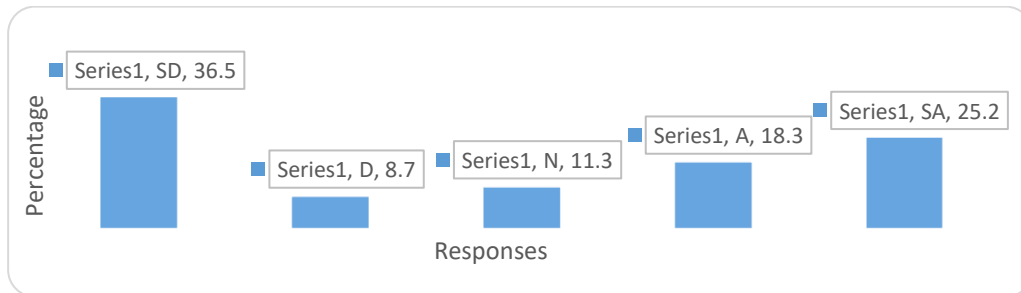 Series1, SD, 36.5
Series1, D, 8.7
Series1, N, 11.3
Series1, A, 18.3
Series1, SA, 25.2
Percentage
Responses